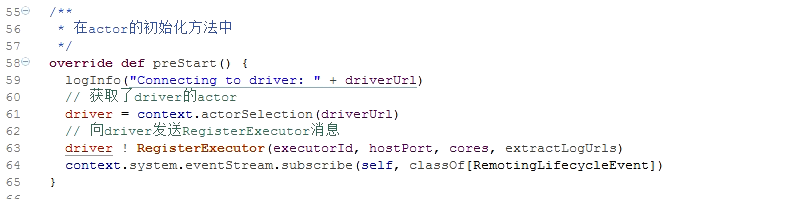 55 /**
56 * 在actor的初始化方法中
57 */
58 override def preStart() {
59 logInfo("Connecting to driver: " + driverUrl)
60 // 获取了driver的actor
61 driver = context.actorSelection(driverUrl)
62 // 向driver发送RegisterExecutor消息
63 driver ! RegisterExecutor(executorId, hostPort, cores, extractLogUrls)
64 context.system.eventStream.subscribe(self, classOf[RemotingLifecycleEvent])
65 }